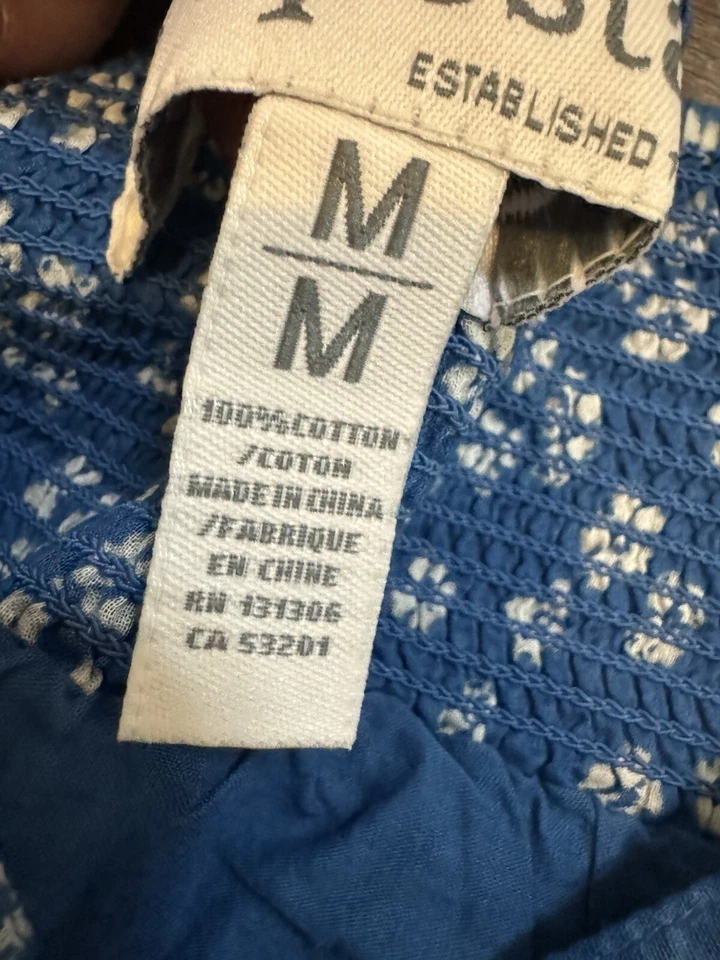 ESTABLISHED
M
M
100% COTTON
/COTON
MADE IN CHINA
/FABRIQUE
EN CHINE
RN 131306
CA 53201